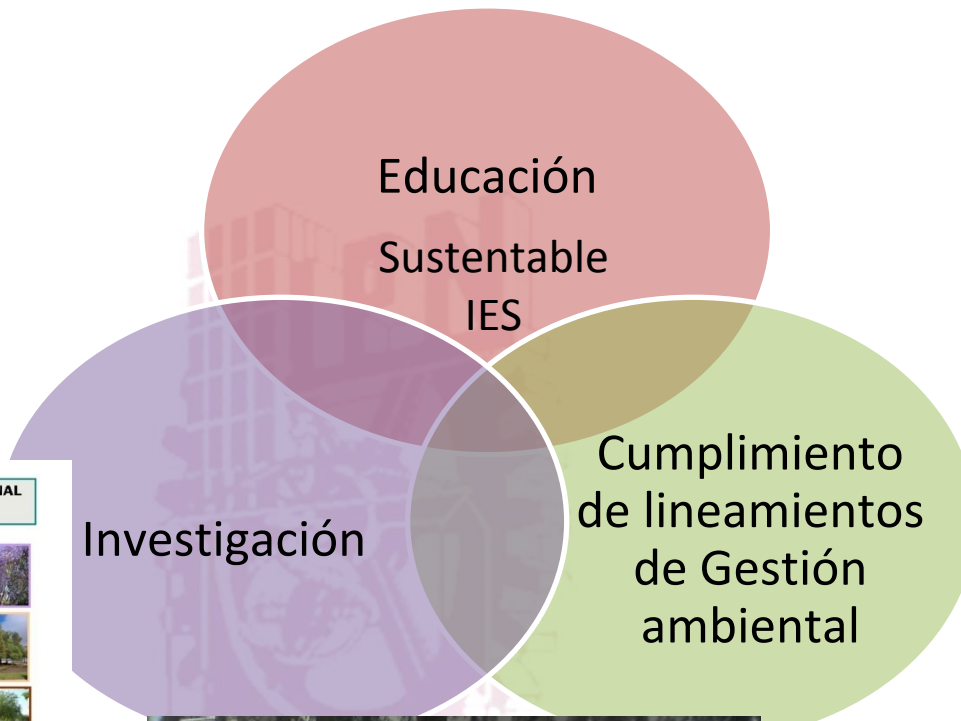 Educación
Sustentable
IES
Investigación
Cumplimiento
de lineamientos
de Gestión
ambiental